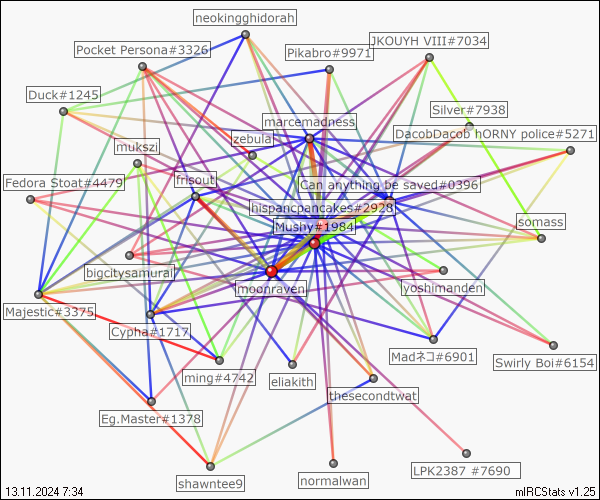 neokingghidorah
Pocket Persona#3326
Pikabro#9971
JKOUYH VIII#7034
Duck#1245
Silver#7938
marcemadness
DacobDacob hORNY police#5271
zebula
mukszi
Fedora Stoat#4479
frisout
Can anything be saved#0396
hispancpancakes#2928
Mushy#1984
somass
bigcitysamurai
moonraven
yoshimanden
Majestic#3375
Cypha#1717
Madネコ#6901
Swirly Boi#6154
ming#4742
eliakith
thesecondtwat
Eg.Master#1378
shawntee9
normalwan
LPK2387 #7690
13.11.2024 7:34
mIRCStats v1.25